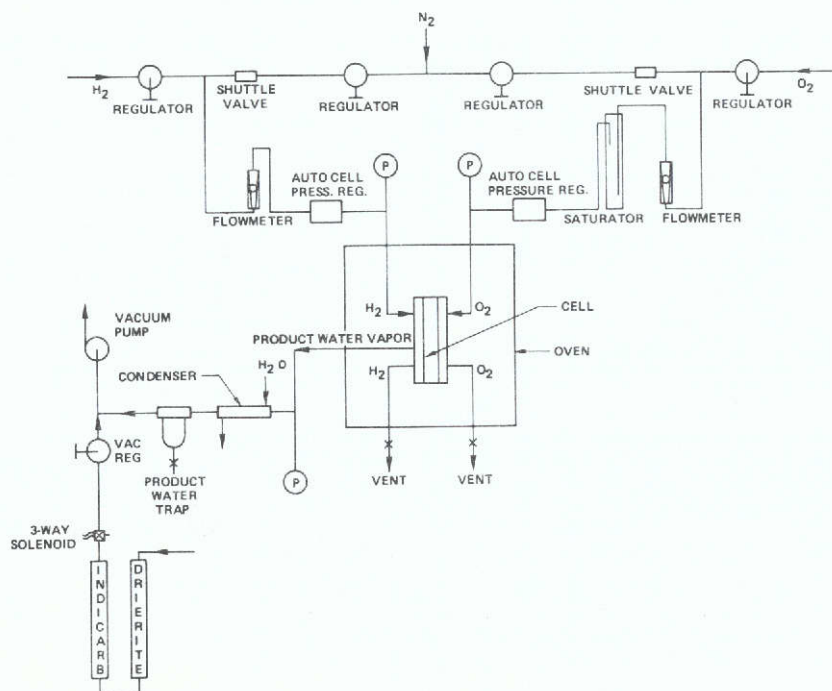 N2
H2
REGULATOR
SHUTTLE
VALVE
REGULATOR
REGULATOR
SHUTTLE VALVE
REGULATOR
O2
FLOWMETER
AUTO CELL
PRESS. REG.
P
P
AUTO CELL
PRESSURE REG.
SATURATOR
FLOWMETER
H2
O2
CELL
OVEN
PRODUCT WATER VAPOR
H2
O2
VENT
VENT
VACUUM
PUMP
CONDENSER
H2O
VAC
REG
PRODUCT
WATER
TRAP
P
3-WAY
SOLENOID
INDICARB
DRIERITE